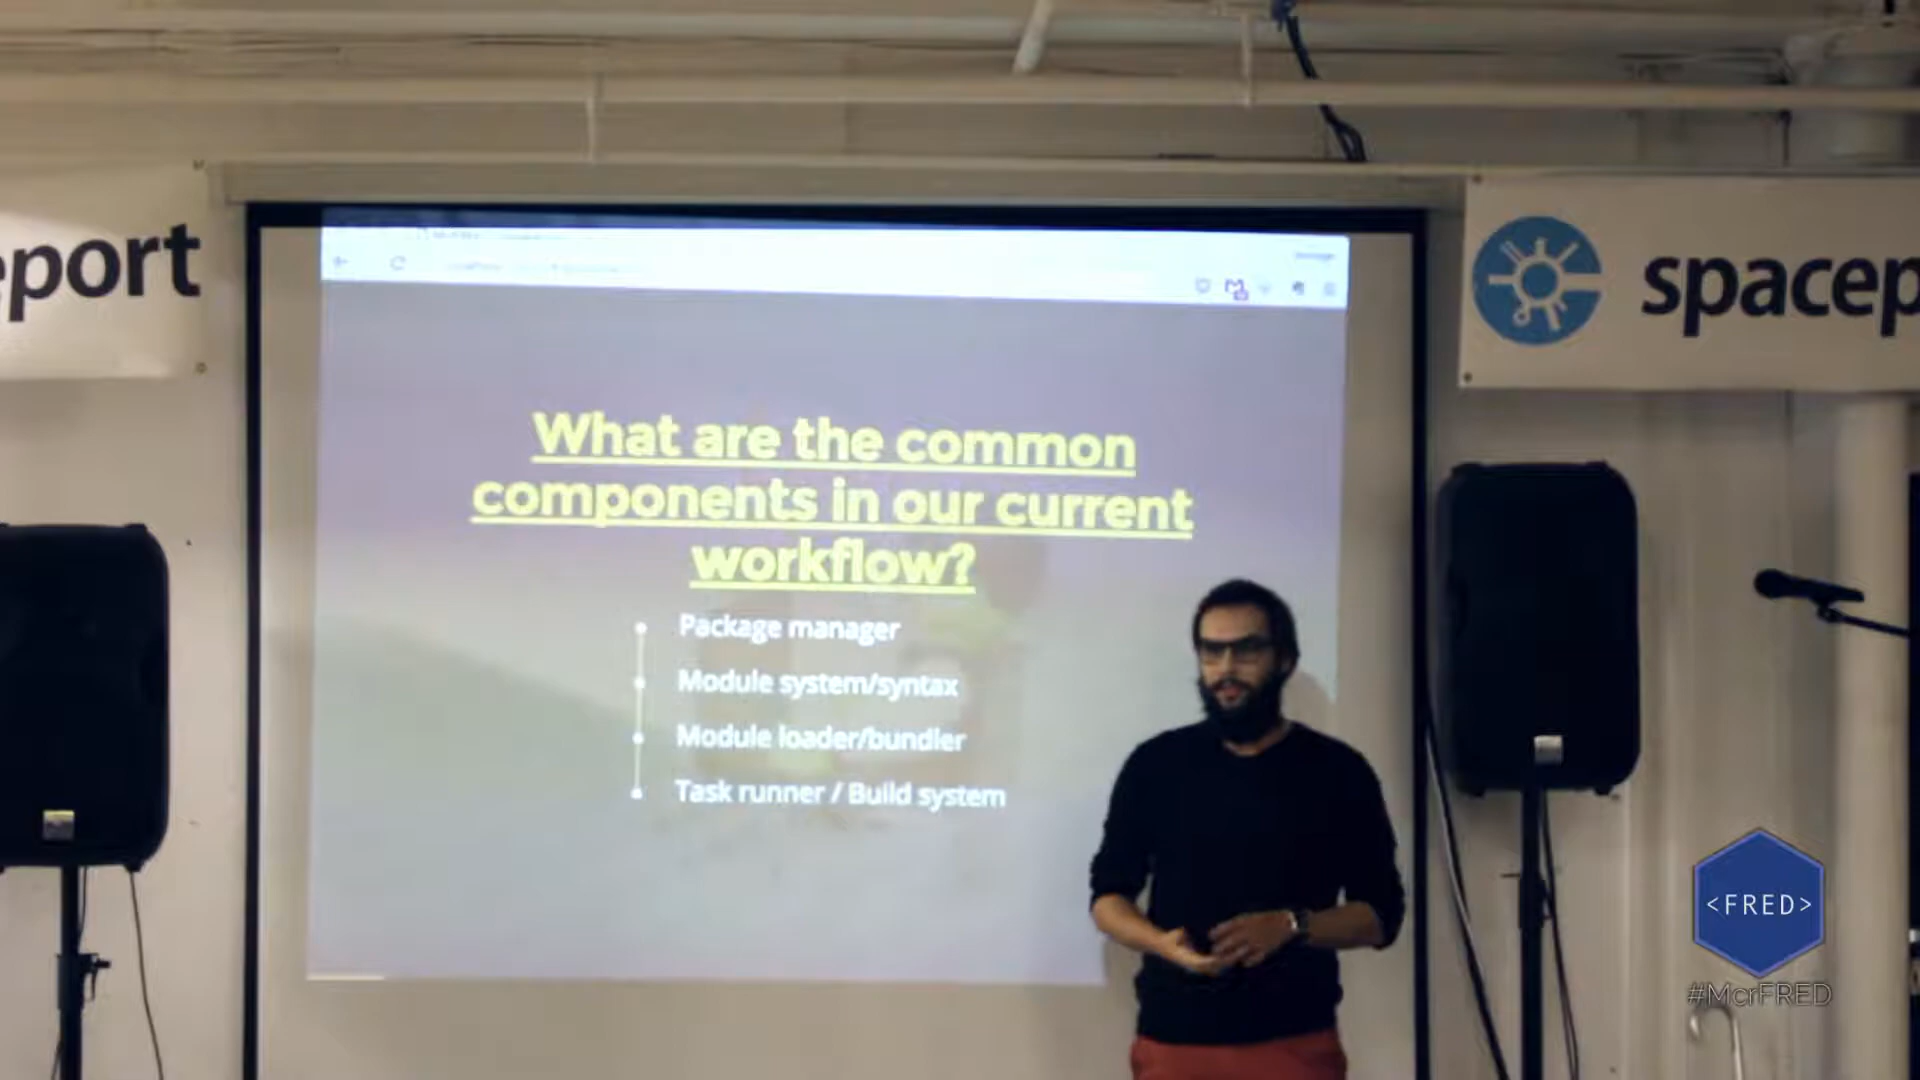 eport
spacep
What are the common
components in our current
workflow?
Package manager
Module system/syntax
Module loader/bundler
Task runner / Build system
<FRED>
#McrFRED